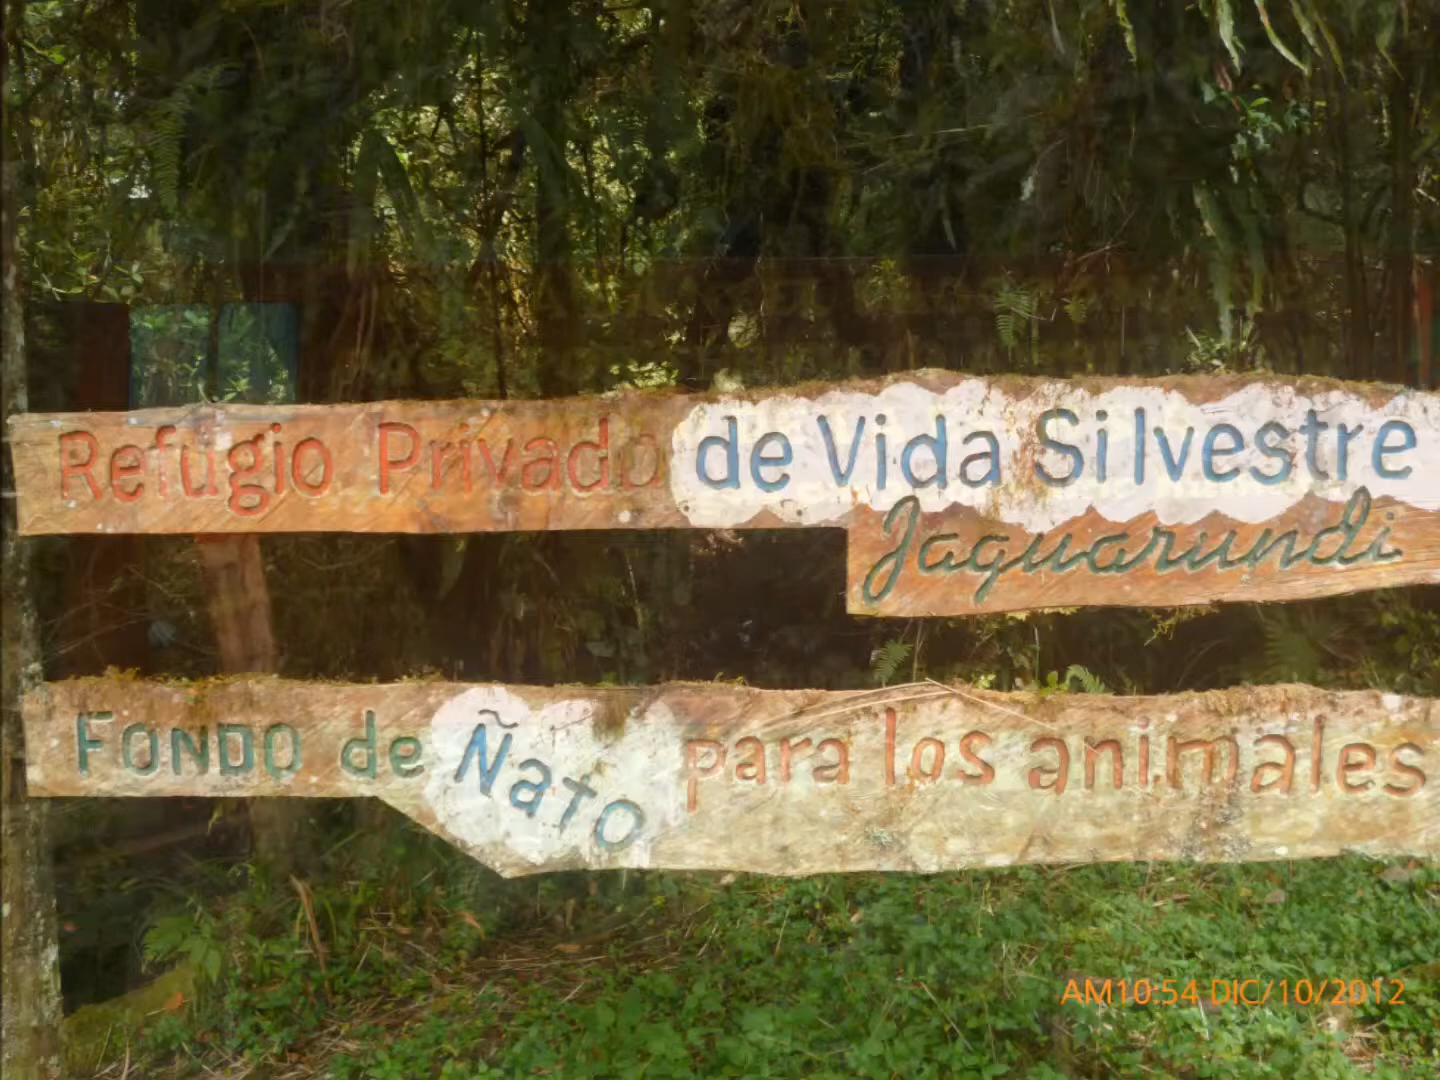 Refugio Privado de Vida Silvestre
Jaguarundi
FONDO de Ñato para los animales
AM10:54 DIC/10/2012